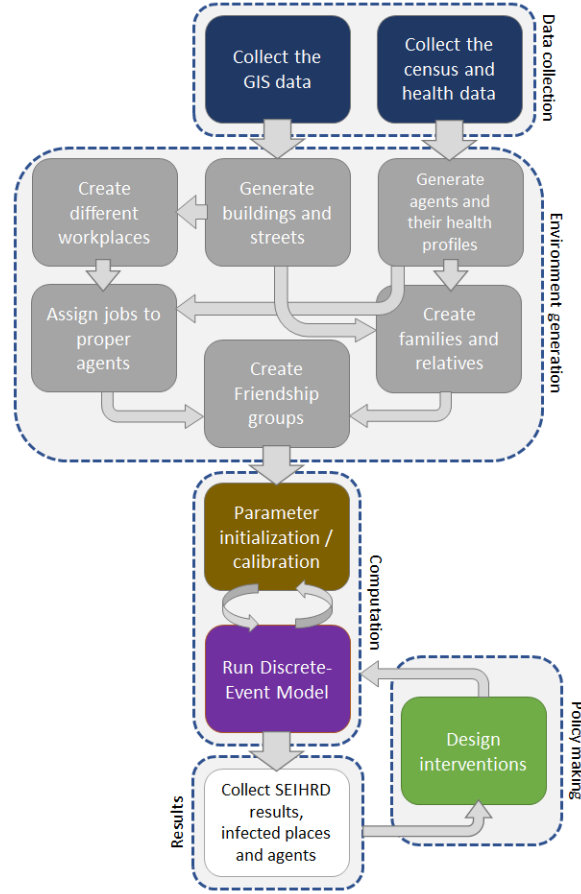 Collect the
GIS data
Collect the
census and
health data
Data collection
Create
different
workplaces
Generate
buildings and
streets
Generate
agents and
their health
profiles
Assign jobs to
proper
agents
Create
families and
relatives
Create
Friendship
groups
Environment generation
Parameter
initialization /
calibration
Run Discrete-
Event Model
Computation
Design
interventions
Policy making
Collect SEIHRD
results,
infected places
and agents
Results